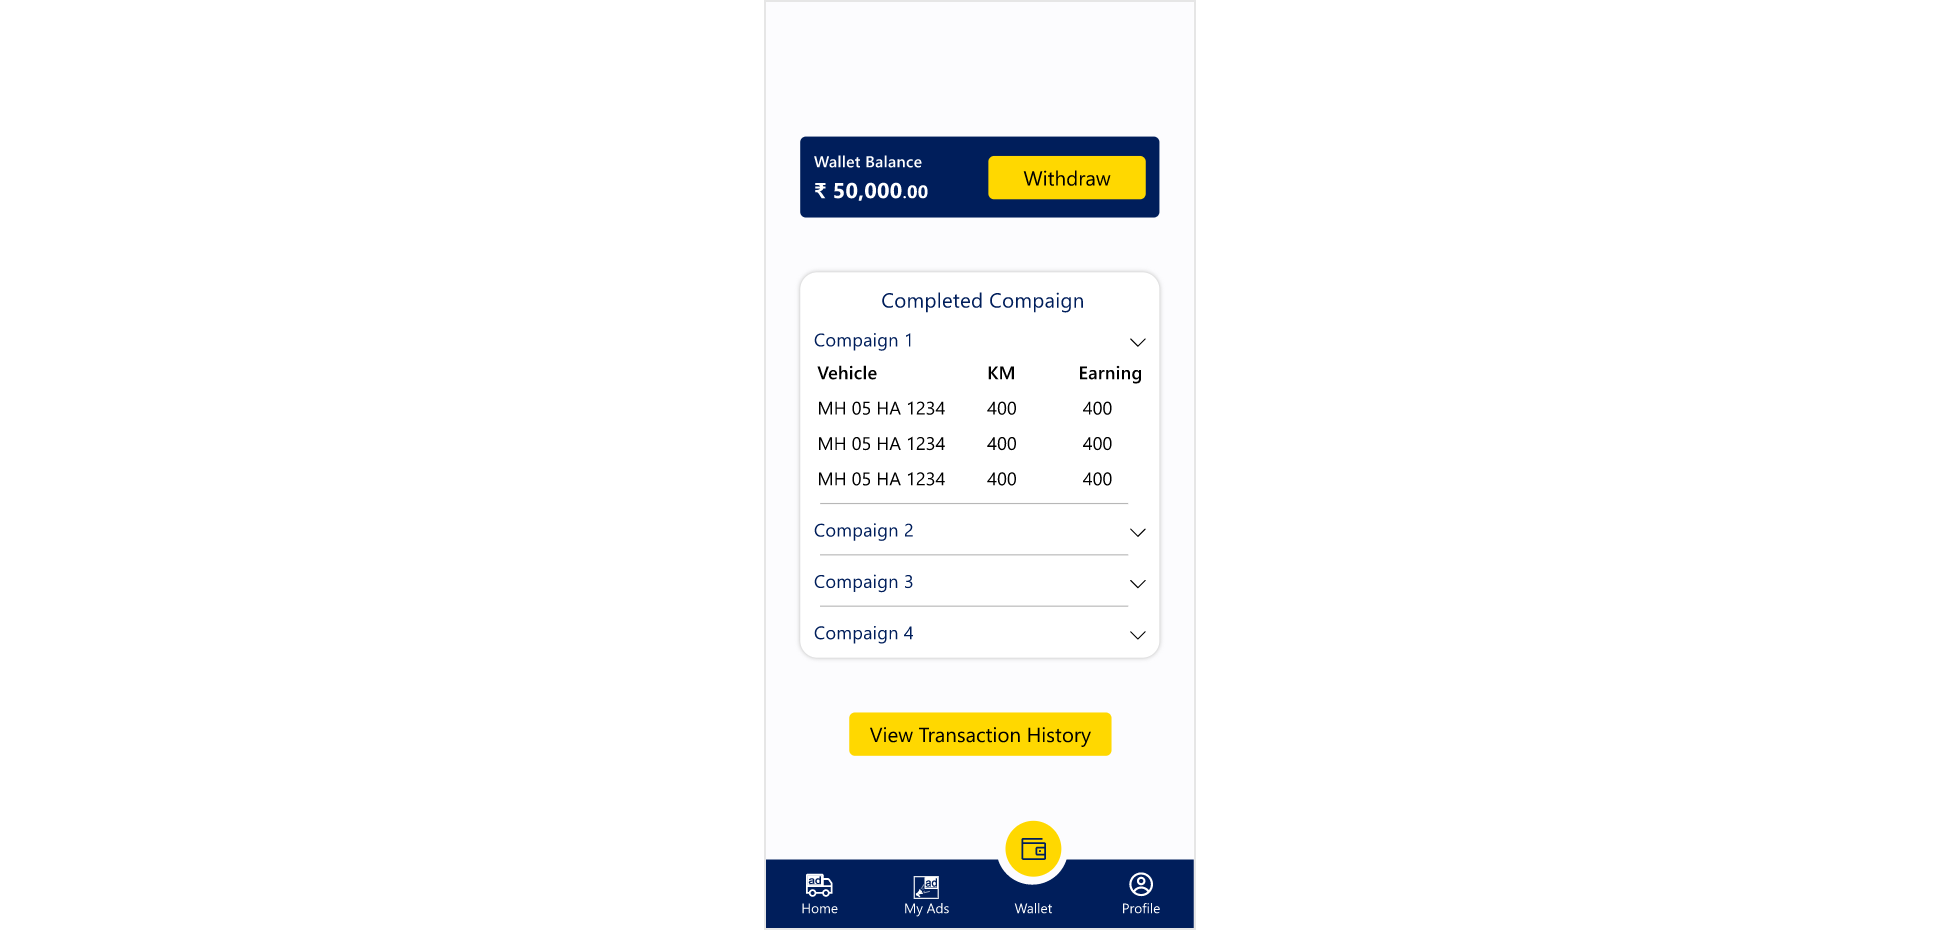 Wallet Balance
₹ 50,000.00
Withdraw
Completed Compaign
Compaign 1
Vehicle KM Earning
MH 05 HA 1234 400 400
MH 05 HA 1234 400 400
MH 05 HA 1234 400 400
Compaign 2
Compaign 3
Compaign 4
View Transaction History
ad ad
Home My Ads Wallet Profile